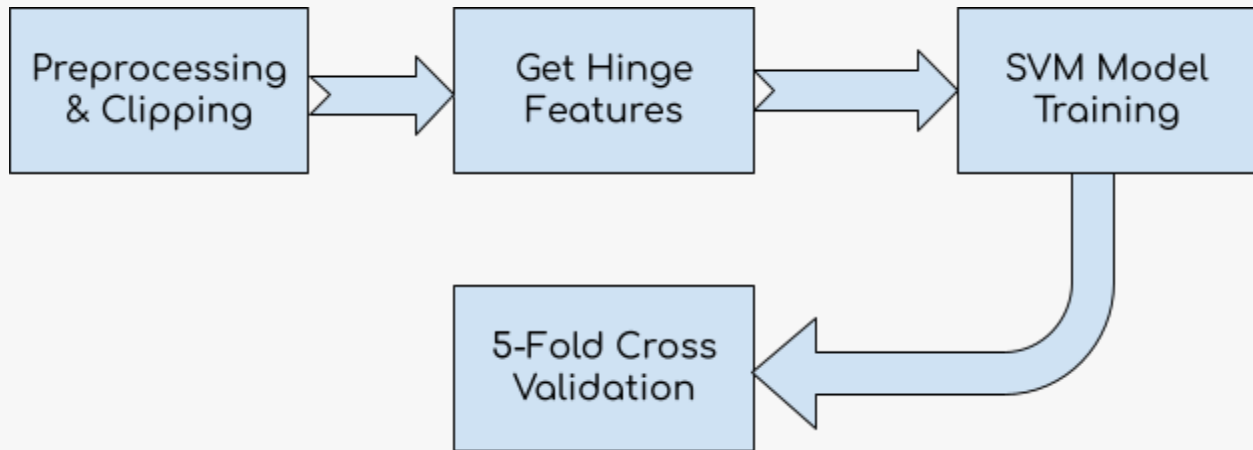 Preprocessing
& Clipping
Get Hinge
Features
SVM Model
Training
5-Fold Cross
Validation